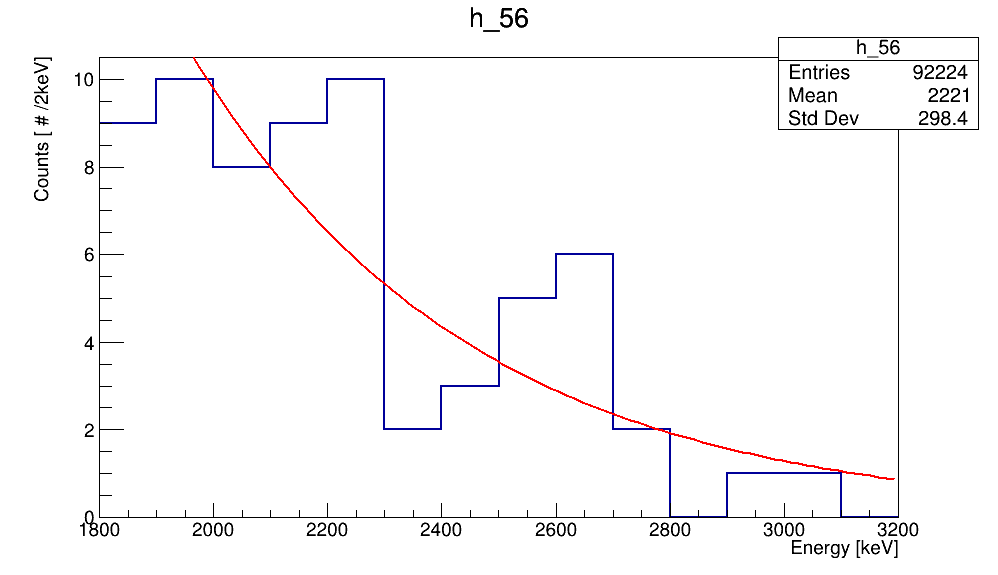 h_56
h_56
Entries 92224
Mean 2221
Std Dev 298.4
Counts [ # /2keV]
10
8
6
4
2
0
1800 2000 2200 2400 2600 2800 3000 3200
Energy [keV]